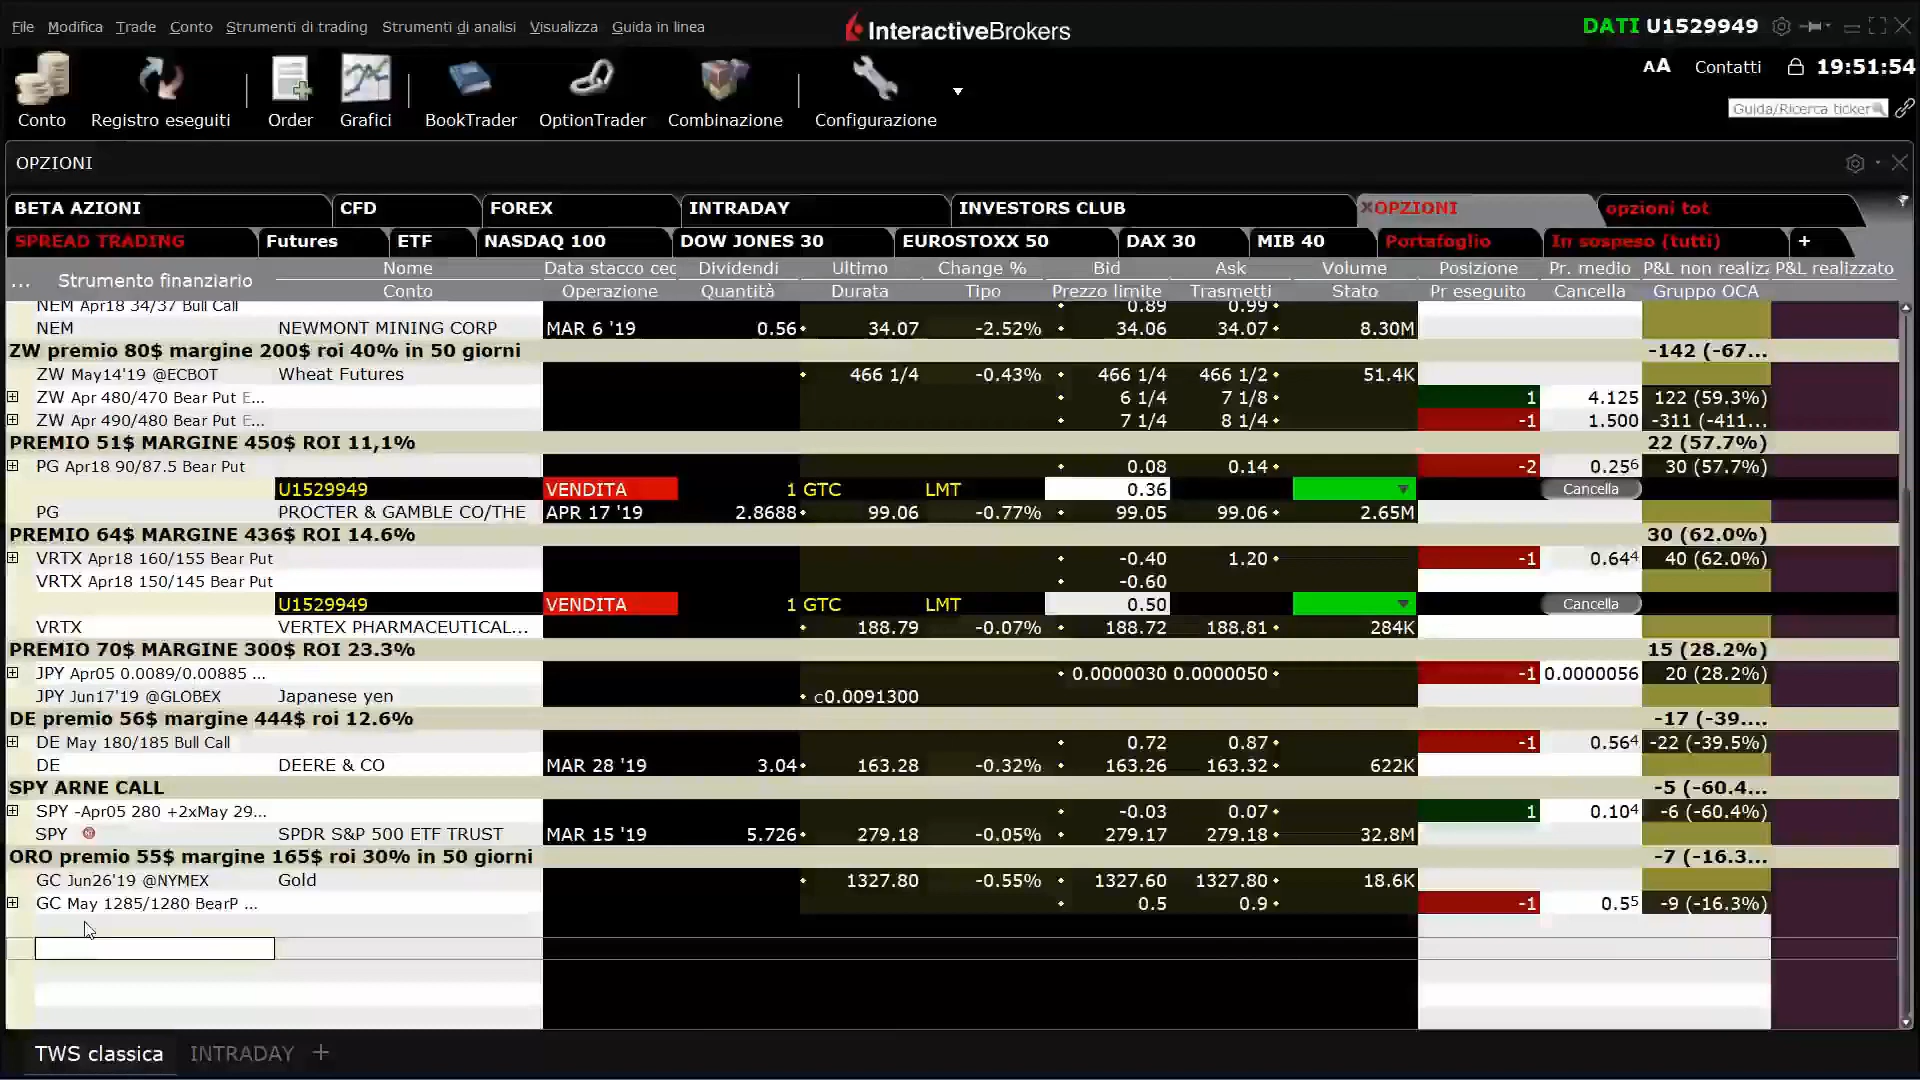 File Modifica Trade Conto Strumenti di trading Strumenti di analisi Visualizza Guida in linea InteractiveBrokers DATI U1529949
AA Contatti 19:51:54
Conto Registro eseguiti Order Grafici BookTrader OptionTrader Combinazione Configurazione Guida/Ricerca ticker
OPZIONI
BETA AZIONI CFD FOREX INTRADAY INVESTORS CLUB OPZIONI opzioni tot
SPREAD TRADING Futures ETF NASDAQ 100 DOW JONES 30 EUROSTOXX 50 DAX 30 MIB 40 Portafoglio In sospeso (tutti) +
... Strumento finanziario Nome Data stacco cec Dividendi Ultimo Change % Bid Ask Volume Posizione Pr. medio P&L non realizz P&L realizzato
Conto Operazione Quantità Durata Tipo Prezzo limite Trasmetti Stato Pr eseguito Cancella Gruppo OCA
NEM Apr18 34/37 Bull Call 0.89 0.99
NEM NEWMONT MINING CORP MAR 6 '19 0.56 34.07 -2.52% 34.06 34.07 8.30M
ZW premio 80$ margine 200$ roi 40% in 50 giorni -142 (-67...
ZW May14'19 @ECBOT Wheat Futures 466 1/4 -0.43% 466 1/4 466 1/2 51.4K
ZW Apr 480/470 Bear Put E... 6 1/4 7 1/8 1 4.125 122 (59.3%)
ZW Apr 490/480 Bear Put E... 7 1/4 8 1/4 -1 1.500 -311 (-411...
PREMIO 51$ MARGINE 450$ ROI 11,1% 22 (57.7%)
PG Apr18 90/87.5 Bear Put 0.08 0.14 -2 0.25⁶ 30 (57.7%)
U1529949 VENDITA 1 GTC LMT 0.36 Cancella
PG PROCTER & GAMBLE CO/THE APR 17 '19 2.8688 99.06 -0.77% 99.05 99.06 2.65M
PREMIO 64$ MARGINE 436$ ROI 14.6% 30 (62.0%)
VRTX Apr18 160/155 Bear Put -0.40 1.20 -1 0.64⁴ 40 (62.0%)
VRTX Apr18 150/145 Bear Put -0.60
U1529949 VENDITA 1 GTC LMT 0.50 Cancella
VRTX VERTEX PHARMACEUTICAL... 188.79 -0.07% 188.72 188.81 284K
PREMIO 70$ MARGINE 300$ ROI 23.3% 15 (28.2%)
JPY Apr05 0.0089/0.00885 ... 0.0000030 0.0000050 -1 0.0000056 20 (28.2%)
JPY Jun17'19 @GLOBEX Japanese yen C0.0091300
DE premio 56$ margine 444$ roi 12.6% -17 (-39....
DE May 180/185 Bull Call 0.72 0.87 -1 0.56⁴ -22 (-39.5%)
DE DEERE & CO MAR 28 '19 3.04 163.28 -0.32% 163.26 163.32 622K
SPY ARNE CALL -5 (-60.4...
SPY -Apr05 280 +2xMay 29... -0.03 0.07 1 0.10⁴ -6 (-60.4%)
SPY SPDR S&P 500 ETF TRUST MAR 15 '19 5.726 279.18 -0.05% 279.17 279.18 32.8M
ORO premio 55$ margine 165$ roi 30% in 50 giorni -7 (-16.3...
GC Jun26'19 @NYMEX Gold 1327.80 -0.55% 1327.60 1327.80 18.6K
GC May 1285/1280 BearP ... 0.5 0.9 -1 0.5⁵ -9 (-16.3%)
TWS classica INTRADAY +